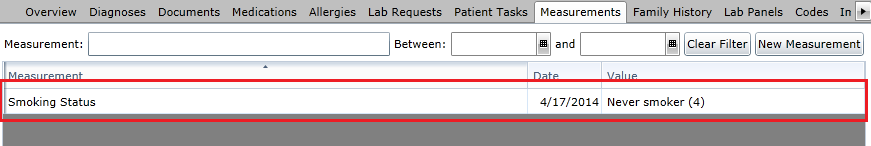 Overview Diagnoses Documents Medications Allergies Lab Requests Patient Tasks Measurements Family History Lab Panels Codes In
Measurement: Between: and Clear Filter New Measurement
Measurement Date Value
Smoking Status 4/17/2014 Never smoker (4)